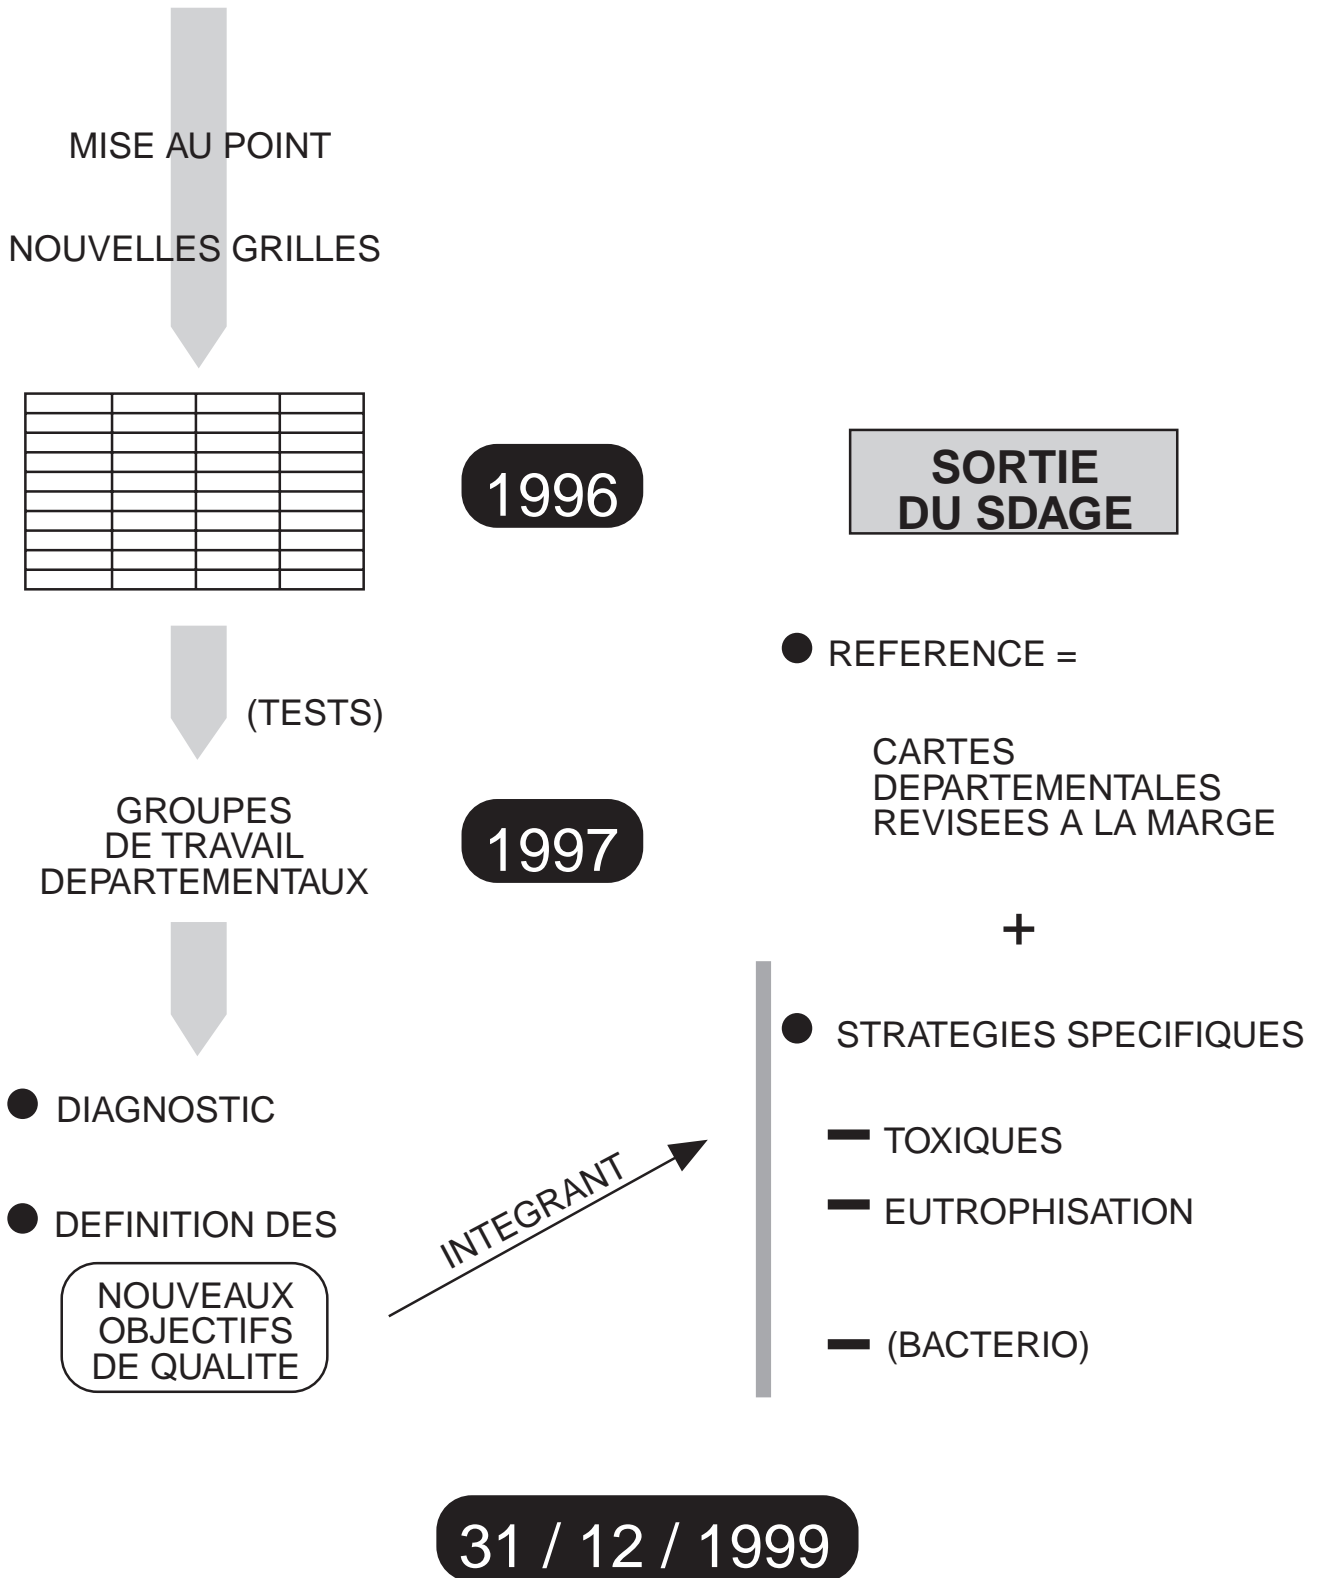 MISE AU POINT
NOUVELLES GRILLES
1996
SORTIE
DU SDAGE
(TESTS)
GROUPES
DE TRAVAIL
DEPARTEMENTAUX
1997
REFERENCE =
CARTES
DEPARTEMENTALES
REVISEES A LA MARGE
+
STRATEGIES SPECIFIQUES
TOXIQUES
EUTROPHISATION
(BACTERIO)
DIAGNOSTIC
DEFINITION DES
NOUVEAUX
OBJECTIFS
DE QUALITE
INTEGRANT
31 / 12 / 1999